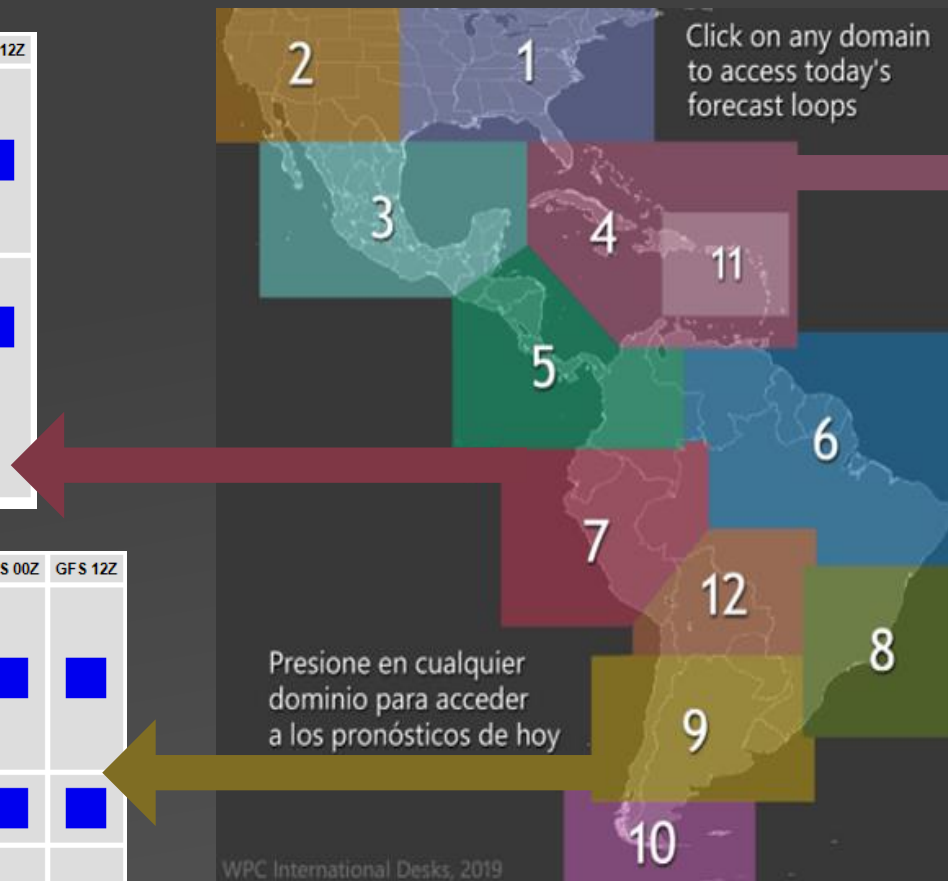 12Z
2
1
Click on any domain
to access today's
forecast loops
3
4
11
5
6
7
12
S 00Z GFS 12Z
8
Presione en cualquier
dominio para acceder
a los pronósticos de hoy
9
10
WPC International Desks, 2019